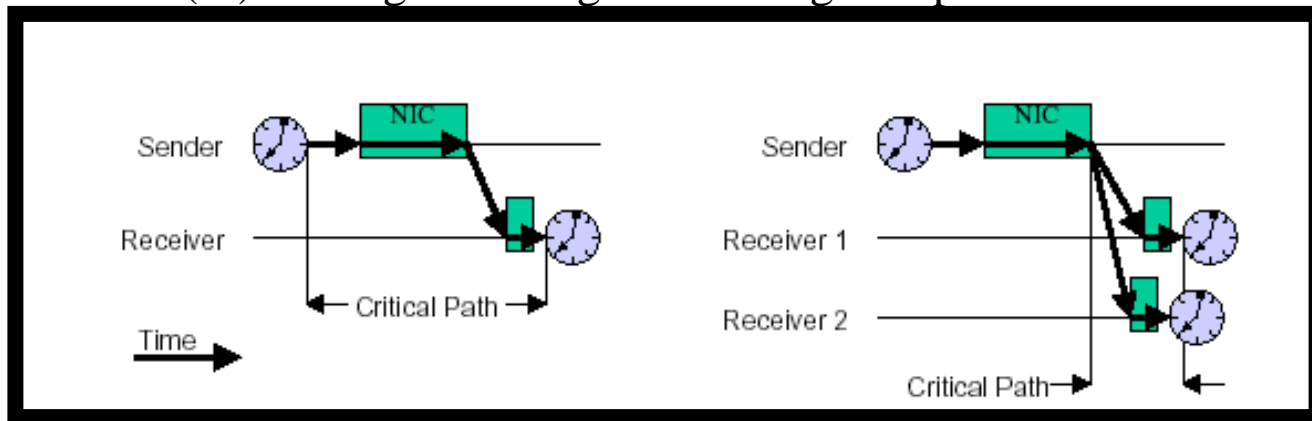 NIC
Sender
Receiver
Critical Path
Time
NIC
Sender
Receiver 1
Receiver 2
Critical Path